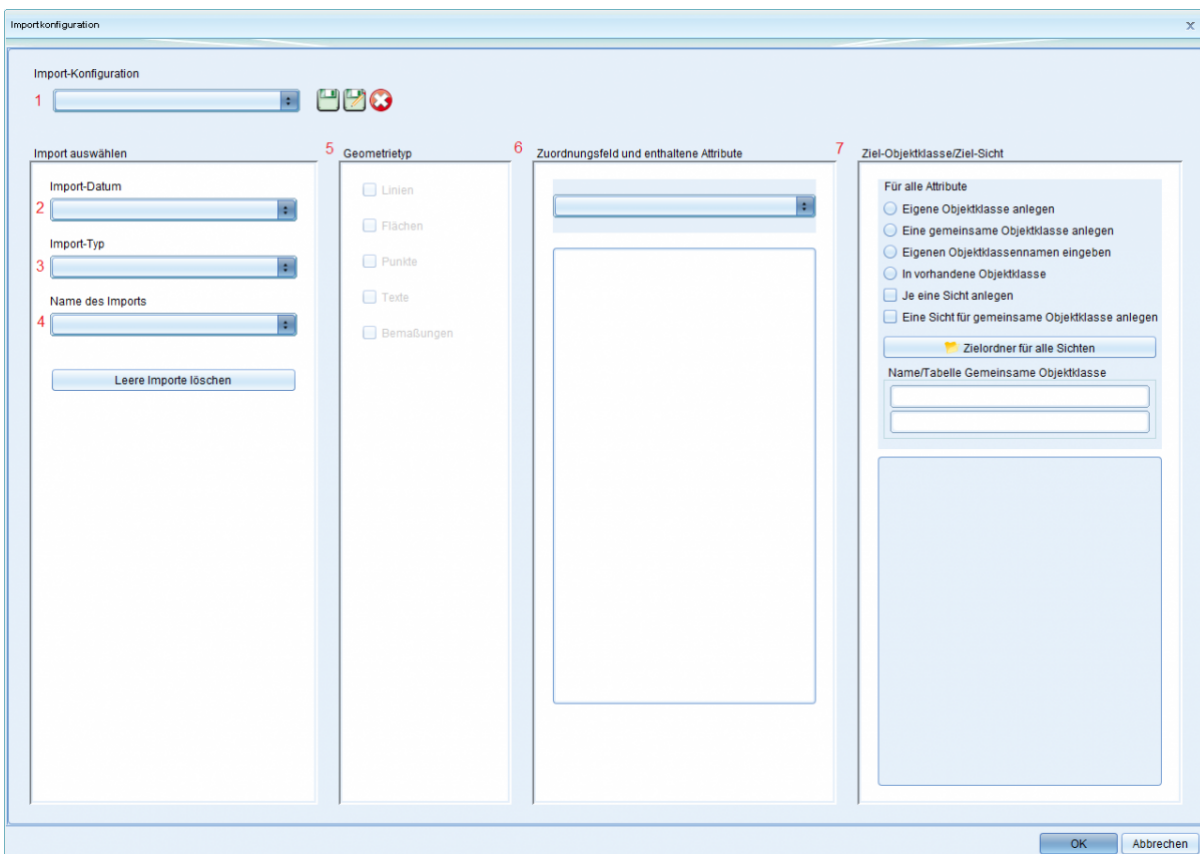 Importkonfiguration
x
Import-Konfiguration
1
Import auswählen
Import-Datum
2
Import-Typ
3
Name des Imports
4
Leere Importe löschen
5 Geometrietyp
Linien
Flächen
Punkte
Texte
Bemaßungen
6 Zuordnungsfeld und enthaltene Attribute
7 Ziel-Objektklasse/Ziel-Sicht
Für alle Attribute
Eigene Objektklasse anlegen
Eine gemeinsame Objektklasse anlegen
Eigenen Objektklassennamen eingeben
In vorhandene Objektklasse
Je eine Sicht anlegen
Eine Sicht für gemeinsame Objektklasse anlegen
Zielordner für alle Sichten
Name/Tabelle Gemeinsame Objektklasse
OK Abbrechen